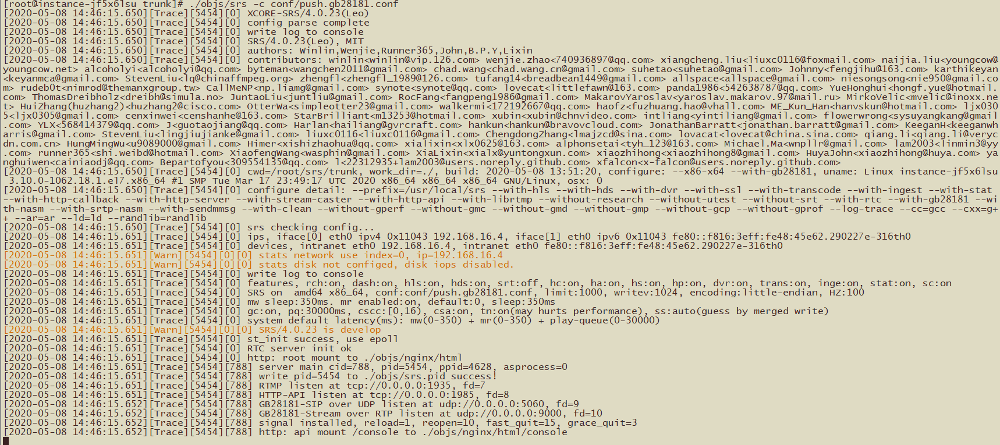 [root@instance-jf5x6lsu trunk]# ./objs/srs -c conf/push.gb28181.conf
[2020-05-08 14:46:15.650][Trace][5454][0] XCORE-SRS/4.0.23(Leo)
[2020-05-08 14:46:15.650][Trace][5454][0] config parse complete
[2020-05-08 14:46:15.650][Trace][5454][0] write log to console
[2020-05-08 14:46:15.650][Trace][5454][0] SRS/4.0.23(Leo), MIT
[2020-05-08 14:46:15.650][Trace][5454][0] authors: Winlin,Wenjie,Runner365,John,B.P.Y,Lixin
[2020-05-08 14:46:15.650][Trace][5454][0] contributors: winlin<winlin@vip.126.com> wenjie.zhao<740936897@qq.com> xiangcheng.liu<liuxc0116@foxmail.com> naijia.liu<youngcow@
youngcow.net> alcoholyi<alcoholyi@qq.com> byteman<wangchen2011@gmail.com> chad.wang<chad.wang.cn@gmail.com> suhetao<suhetao@gmail.com> Johnny<fengjihu@163.com> karthikeyan
<keyanmca@gmail.com> StevenLiu<lq@chinaffmpeg.org> zhengfl<zhengfl_1989@126.com> tufang14<breadbean1449@gmail.com> allspace<allspace@gmail.com> niesongsong<nie950@gmail.co
m> rudeb0t<nimrod@themanxgroup.tw> CallMeNP<np.liamg@gmail.com> synote<synote@qq.com> lovecat<littlefawn@163.com> panda1986<542638787@qq.com> YueHonghui<hongf.yue@hotmail.
com> ThomasDreibholz<dreibh@simula.no> JuntaoLiu<juntliu@gmail.com> RocFang<fangpeng1986@gmail.com> MakarovYaroslav<yaroslav.makarov.97@mail.ru> MirkoVelic<mvelic@inoxx.ne
t> HuiZhang(huzhang2)<huzhang2@cisco.com> OtterWa<simpleotter23@gmail.com> walkermi<172192667@qq.com> haofz<fuzhuang.hao@vhall.com> ME_Kun_Han<hanvskun@hotmail.com> ljx030
5<ljx0305@gmail.com> cenxinwei<censhanhe@163.com> StarBrilliant<m13253@hotmail.com> xubin<xubin@chnvideo.com> intliang<yintiliang@gmail.com> flowerwrong<sysuyangkang@gmail
.com> YLX<568414379@qq.com> J<guotaojiang@qq.com> Harlan<hailiang@gvrcraft.com> hankun<hankun@bravovcloud.com> JonathanBarratt<jonathan.barratt@gmail.com> KeeganH<keeganwh
arris@gmail.com> StevenLiu<lingjiujianke@gmail.com> liuxc0116<liuxc0116@gmail.com> ChengdongZhang<lmajzcd@sina.com> lovacat<lovecat@china.sina.com> qiang.li<qiang.li@veryc
dn.com.cn> HungMingWu<u9089000@gmail.com> Himer<xishizhaohua@qq.com> xialixin<xlx0625@163.com> alphonsetai<tyh_123@163.com> Michael.Ma<wnpllr@gmail.com> lam2003<linmin3@yy
.com> runner365<shi.weibd@hotmail.com> XiaofengWang<wasphin@gmail.com> XiaLixin<xialx@yuntongxun.com> xiaozhihong<xiaozhihong8@gmail.com> HuyaJohn<xiaozhihong@huya.com> ya
nghuiwen<cainiaodj@qq.com> Bepartofyou<309554135@qq.com> l<22312935+lam2003@users.noreply.github.com> xfalcon<x-falcon@users.noreply.github.com>
[2020-05-08 14:46:15.650][Trace][5454][0] cwd=/root/srs/trunk, work_dir=./, build: 2020-05-08 13:51:20, configure: --x86-x64 --with-gb28181, uname: Linux instance-jf5x6lsu
 3.10.0-1062.18.1.el7.x86_64 #1 SMP Tue Mar 17 23:49:17 UTC 2020 x86_64 x86_64 x86_64 GNU/Linux, osx: 0
[2020-05-08 14:46:15.650][Trace][5454][0] configure detail: --prefix=/usr/local/srs --with-hls --with-hds --with-dvr --with-ssl --with-transcode --with-ingest --with-stat 
--with-http-callback --with-http-server --with-stream-caster --with-http-api --with-librtmp --without-research --without-utest --without-srt --with-rtc --with-gb28181 --wi
th-nasm --with-srtp-nasm --with-sendmmsg --with-clean --without-gperf --without-gmc --without-gmd --without-gmp --without-gcp --without-gprof --log-trace --cc=gcc --cxx=g+
+ --ar=ar --ld=ld --randlib=randlib
[2020-05-08 14:46:15.650][Trace][5454][0] srs checking config...
[2020-05-08 14:46:15.651][Trace][5454][0] ips, iface[0] eth0 ipv4 0x11043 192.168.16.4, iface[1] eth0 ipv6 0x11043 fe80::f816:3eff:fe48:45e62.290227e-316th0
[2020-05-08 14:46:15.651][Trace][5454][0] devices, intranet eth0 192.168.16.4, intranet eth0 fe80::f816:3eff:fe48:45e62.290227e-316th0
[2020-05-08 14:46:15.651][Warn][5454][0][0] stats network use index=0, ip=192.168.16.4
[2020-05-08 14:46:15.651][Warn][5454][0][0] stats disk not configed, disk iops disabled.
[2020-05-08 14:46:15.651][Trace][5454][0] write log to console
[2020-05-08 14:46:15.651][Trace][5454][0] features, rch:on, dash:on, hls:on, hds:on, srt:off, hc:on, ha:on, hs:on, hp:on, dvr:on, trans:on, inge:on, stat:on, sc:on
[2020-05-08 14:46:15.651][Trace][5454][0] SRS on  amd64 x86_64, conf:conf/push.gb28181.conf, limit:1000, writev:1024, encoding:little-endian, HZ:100
[2020-05-08 14:46:15.651][Trace][5454][0] mw sleep:350ms. mr enabled:on, default:0, sleep:350ms
[2020-05-08 14:46:15.651][Trace][5454][0] gc:on, pq:30000ms, cscc:[0,16), csa:on, tn:on(may hurts performance), ss:auto(guess by merged write)
[2020-05-08 14:46:15.651][Trace][5454][0] system default latency(ms): mw(0-350) + mr(0-350) + play-queue(0-30000)
[2020-05-08 14:46:15.651][Warn][5454][0][0] SRS/4.0.23 is develop
[2020-05-08 14:46:15.651][Trace][5454][0] st_init success, use epoll
[2020-05-08 14:46:15.651][Trace][5454][0] RTC server init ok
[2020-05-08 14:46:15.651][Trace][5454][0] http: root mount to ./objs/nginx/html
[2020-05-08 14:46:15.651][Trace][5454][788] server main cid=788, pid=5454, ppid=4628, asprocess=0
[2020-05-08 14:46:15.651][Trace][5454][788] write pid=5454 to ./objs/srs.pid success!
[2020-05-08 14:46:15.651][Trace][5454][788] RTMP listen at tcp://0.0.0.0:1935, fd=7
[2020-05-08 14:46:15.651][Trace][5454][788] HTTP-API listen at tcp://0.0.0.0:1985, fd=8
[2020-05-08 14:46:15.652][Trace][5454][788] GB28181-SIP over UDP listen at udp://0.0.0.0:5060, fd=9
[2020-05-08 14:46:15.652][Trace][5454][788] GB28181-Stream over RTP listen at udp://0.0.0.0:9000, fd=10
[2020-05-08 14:46:15.652][Trace][5454][788] signal installed, reload=1, reopen=10, fast_quit=15, grace_quit=3
[2020-05-08 14:46:15.652][Trace][5454][788] http: api mount /console to ./objs/nginx/html/console